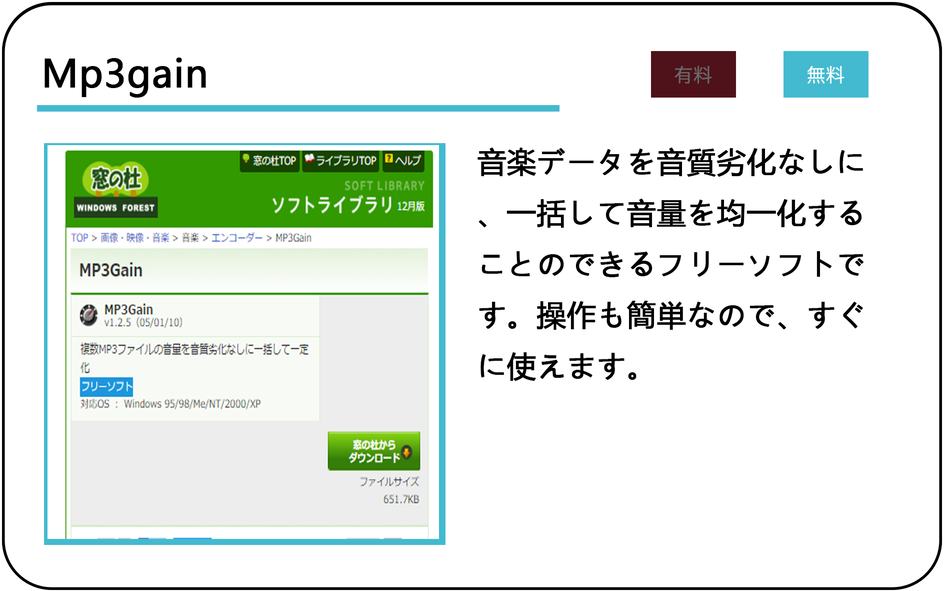 Mp3gain
有料
無料
窓の杜
WINDOWS FOREST
窓の杜TOP
ライブラリTOP
?ヘルプ
SOFT LIBRARY
ソフトライブラリ 12月版
TOP > 画像・映像・音楽 > 音楽 > エンコーダー > MP3Gain
MP3Gain
MP3Gain
v1.2.5（05/01/10）
複数MP3ファイルの音量を音質劣化なしに一括して一定
化
フリーソフト
対応OS ： Windows 95/98/Me/NT/2000/XP
窓の杜から
ダウンロード
ファイルサイズ
651.7KB
音楽データを音質劣化なしに
、一括して音量を均一化する
ことのできるフリーソフトで
す。操作も簡単なので、すぐ
に使えます。